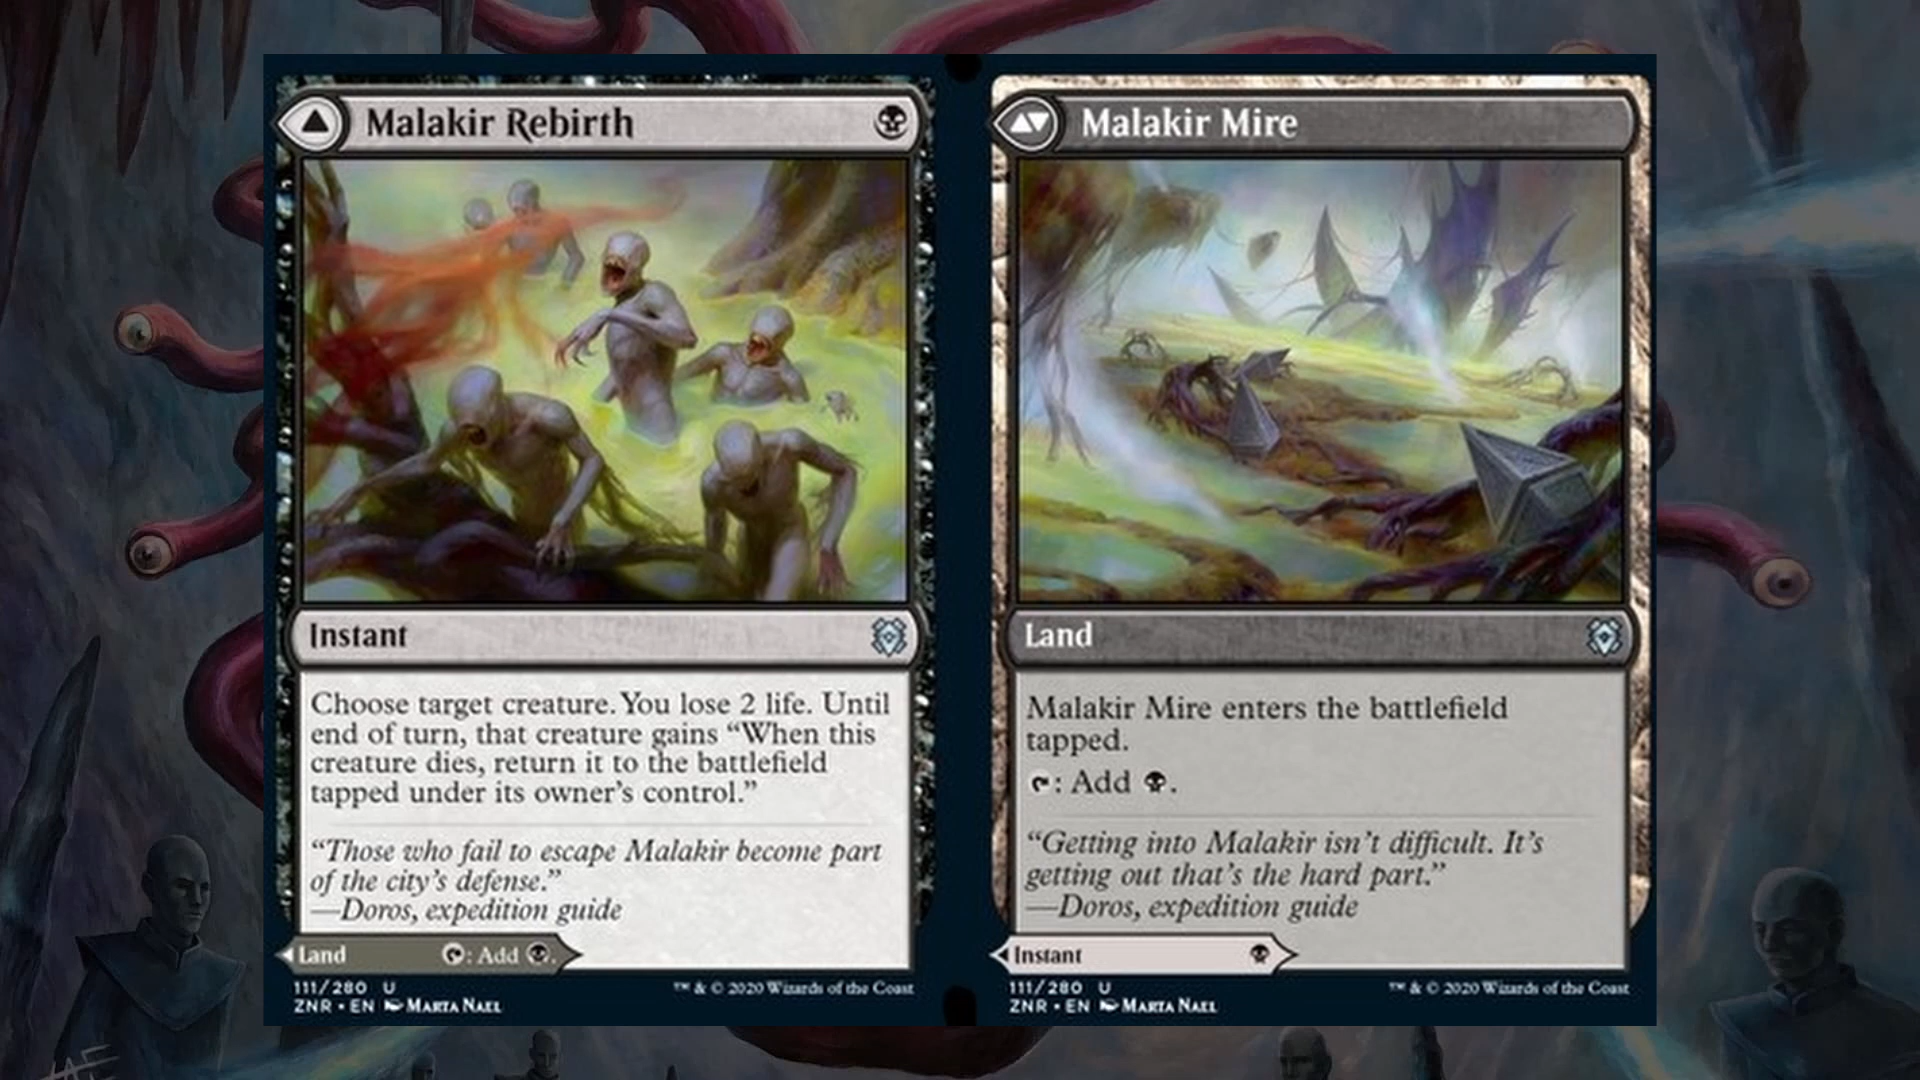 Malakir Rebirth
Instant
Choose target creature. You lose 2 life. Until
end of turn, that creature gains “When this
creature dies, return it to the battlefield
tapped under its owner’s control.”
“Those who fail to escape Malakir become part
of the city’s defense.”
—Doros, expedition guide
Land : Add .
111/280 U
ZNR • EN Marta Nael
™ & © 2020 Wizards of the Coast
Malakir Mire
Land
Malakir Mire enters the battlefield
tapped.
: Add .
“Getting into Malakir isn’t difficult. It’s
getting out that’s the hard part.”
—Doros, expedition guide
Instant
111/280 U
ZNR • EN Marta Nael
™ & © 2020 Wizards of the Coast